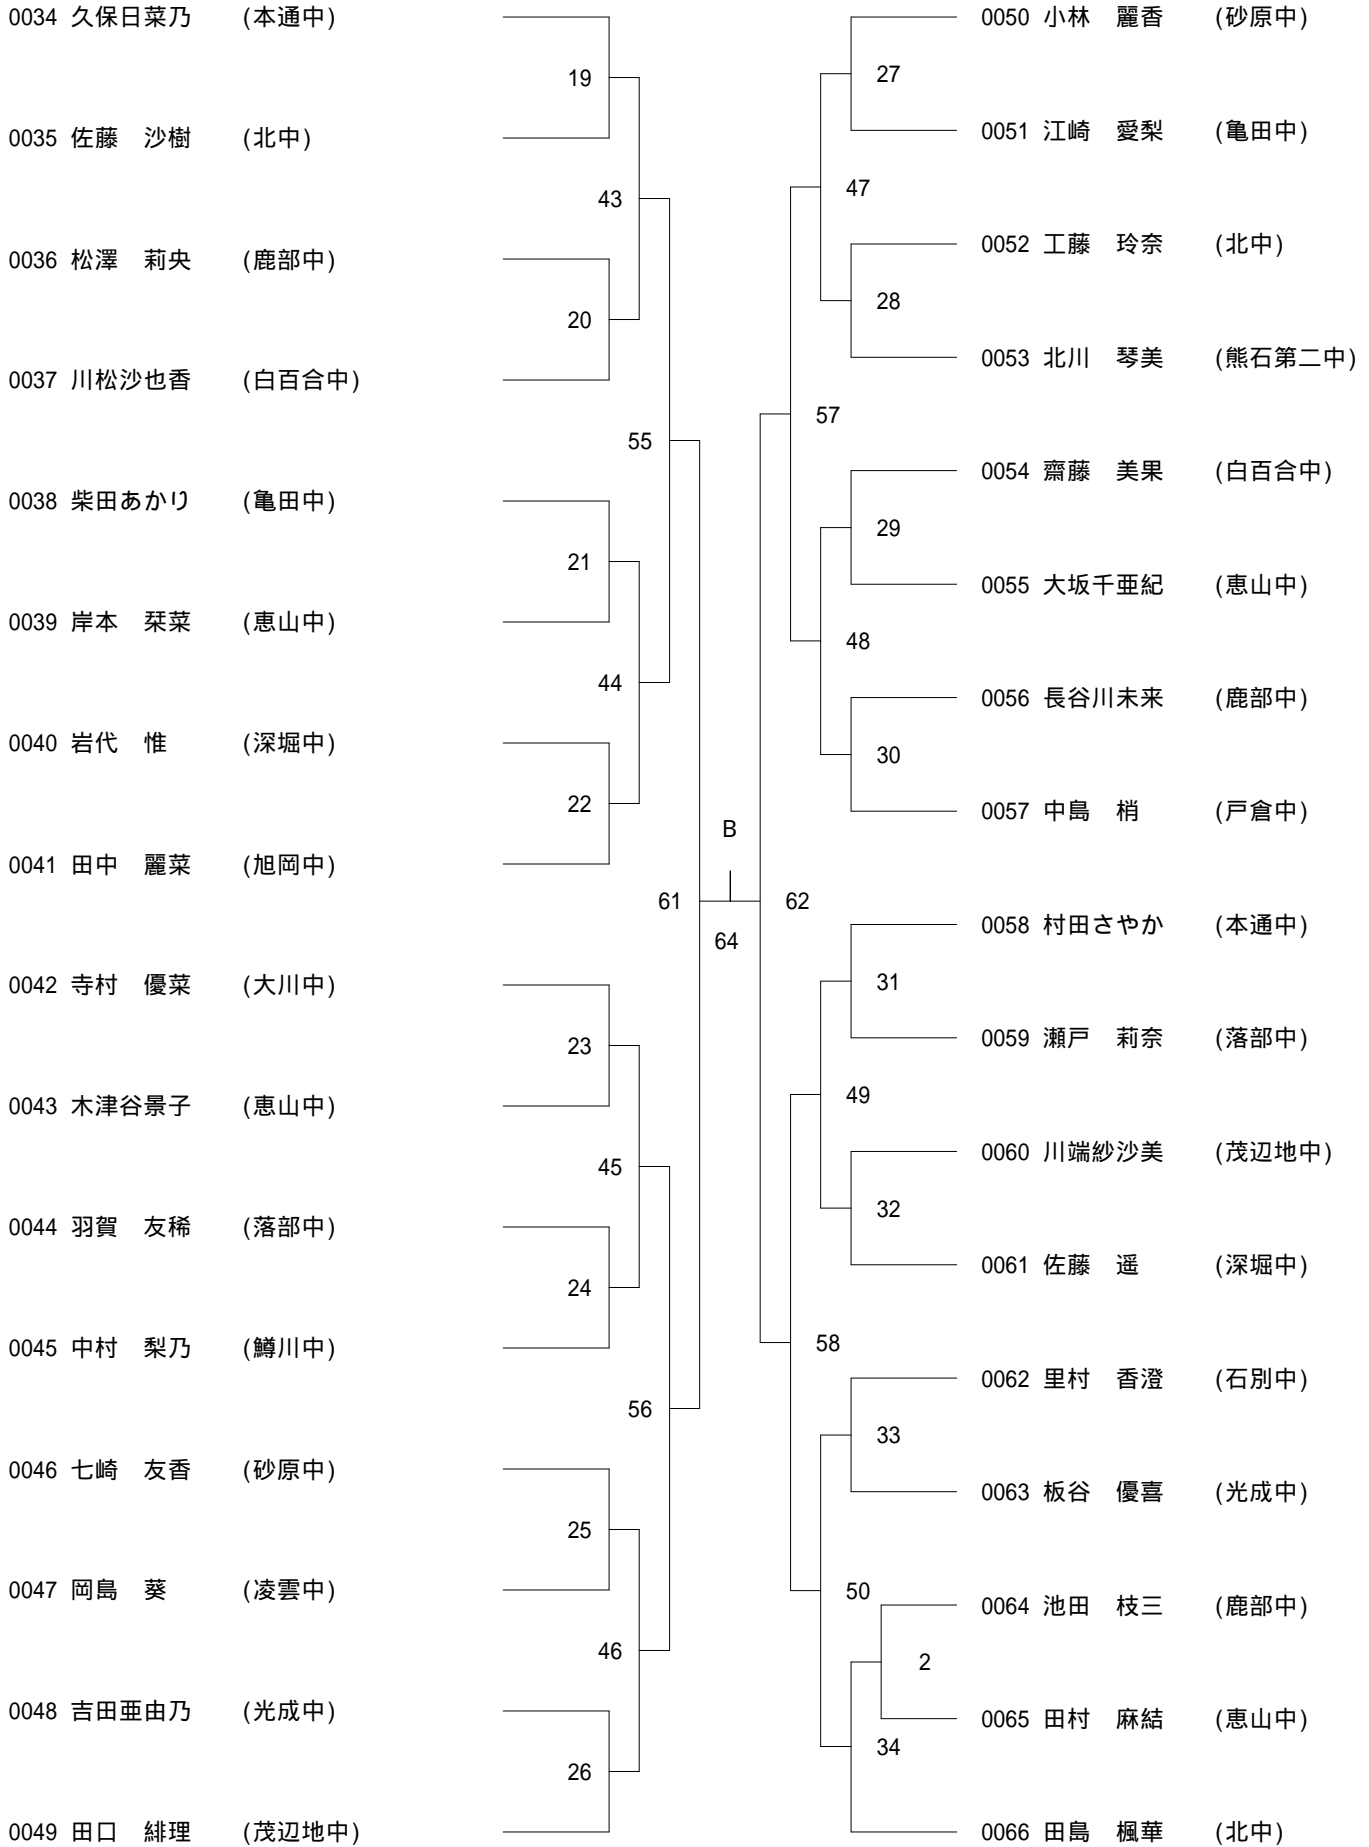 0034 久保日菜乃 (本通中)
19
0035 佐藤　沙樹 (北中)
43
0036 松澤　莉央 (鹿部中)
20
0037 川松沙也香 (白百合中)
55
0038 柴田あかり (亀田中)
21
0039 岸本　栞菜 (恵山中)
44
0040 岩代　惟 (深堀中)
22
0041 田中　麗菜 (旭岡中)
61
0042 寺村　優菜 (大川中)
23
0043 木津谷景子 (恵山中)
45
0044 羽賀　友稀 (落部中)
24
0045 中村　梨乃 (鱒川中)
56
0046 七崎　友香 (砂原中)
25
0047 岡島　葵 (凌雲中)
46
0048 吉田亜由乃 (光成中)
26
0049 田口　緋理 (茂辺地中)
B
64
0050 小林　麗香 (砂原中)
27
0051 江崎　愛梨 (亀田中)
47
0052 工藤　玲奈 (北中)
28
0053 北川　琴美 (熊石第二中)
57
0054 齋藤　美果 (白百合中)
29
0055 大坂千亜紀 (恵山中)
48
0056 長谷川未来 (鹿部中)
30
0057 中島　梢 (戸倉中)
62
0058 村田さやか (本通中)
31
0059 瀬戸　莉奈 (落部中)
49
0060 川端紗沙美 (茂辺地中)
32
0061 佐藤　遥 (深堀中)
58
0062 里村　香澄 (石別中)
33
0063 板谷　優喜 (光成中)
50
0064 池田　枝三 (鹿部中)
2
0065 田村　麻結 (恵山中)
34
0066 田島　楓華 (北中)